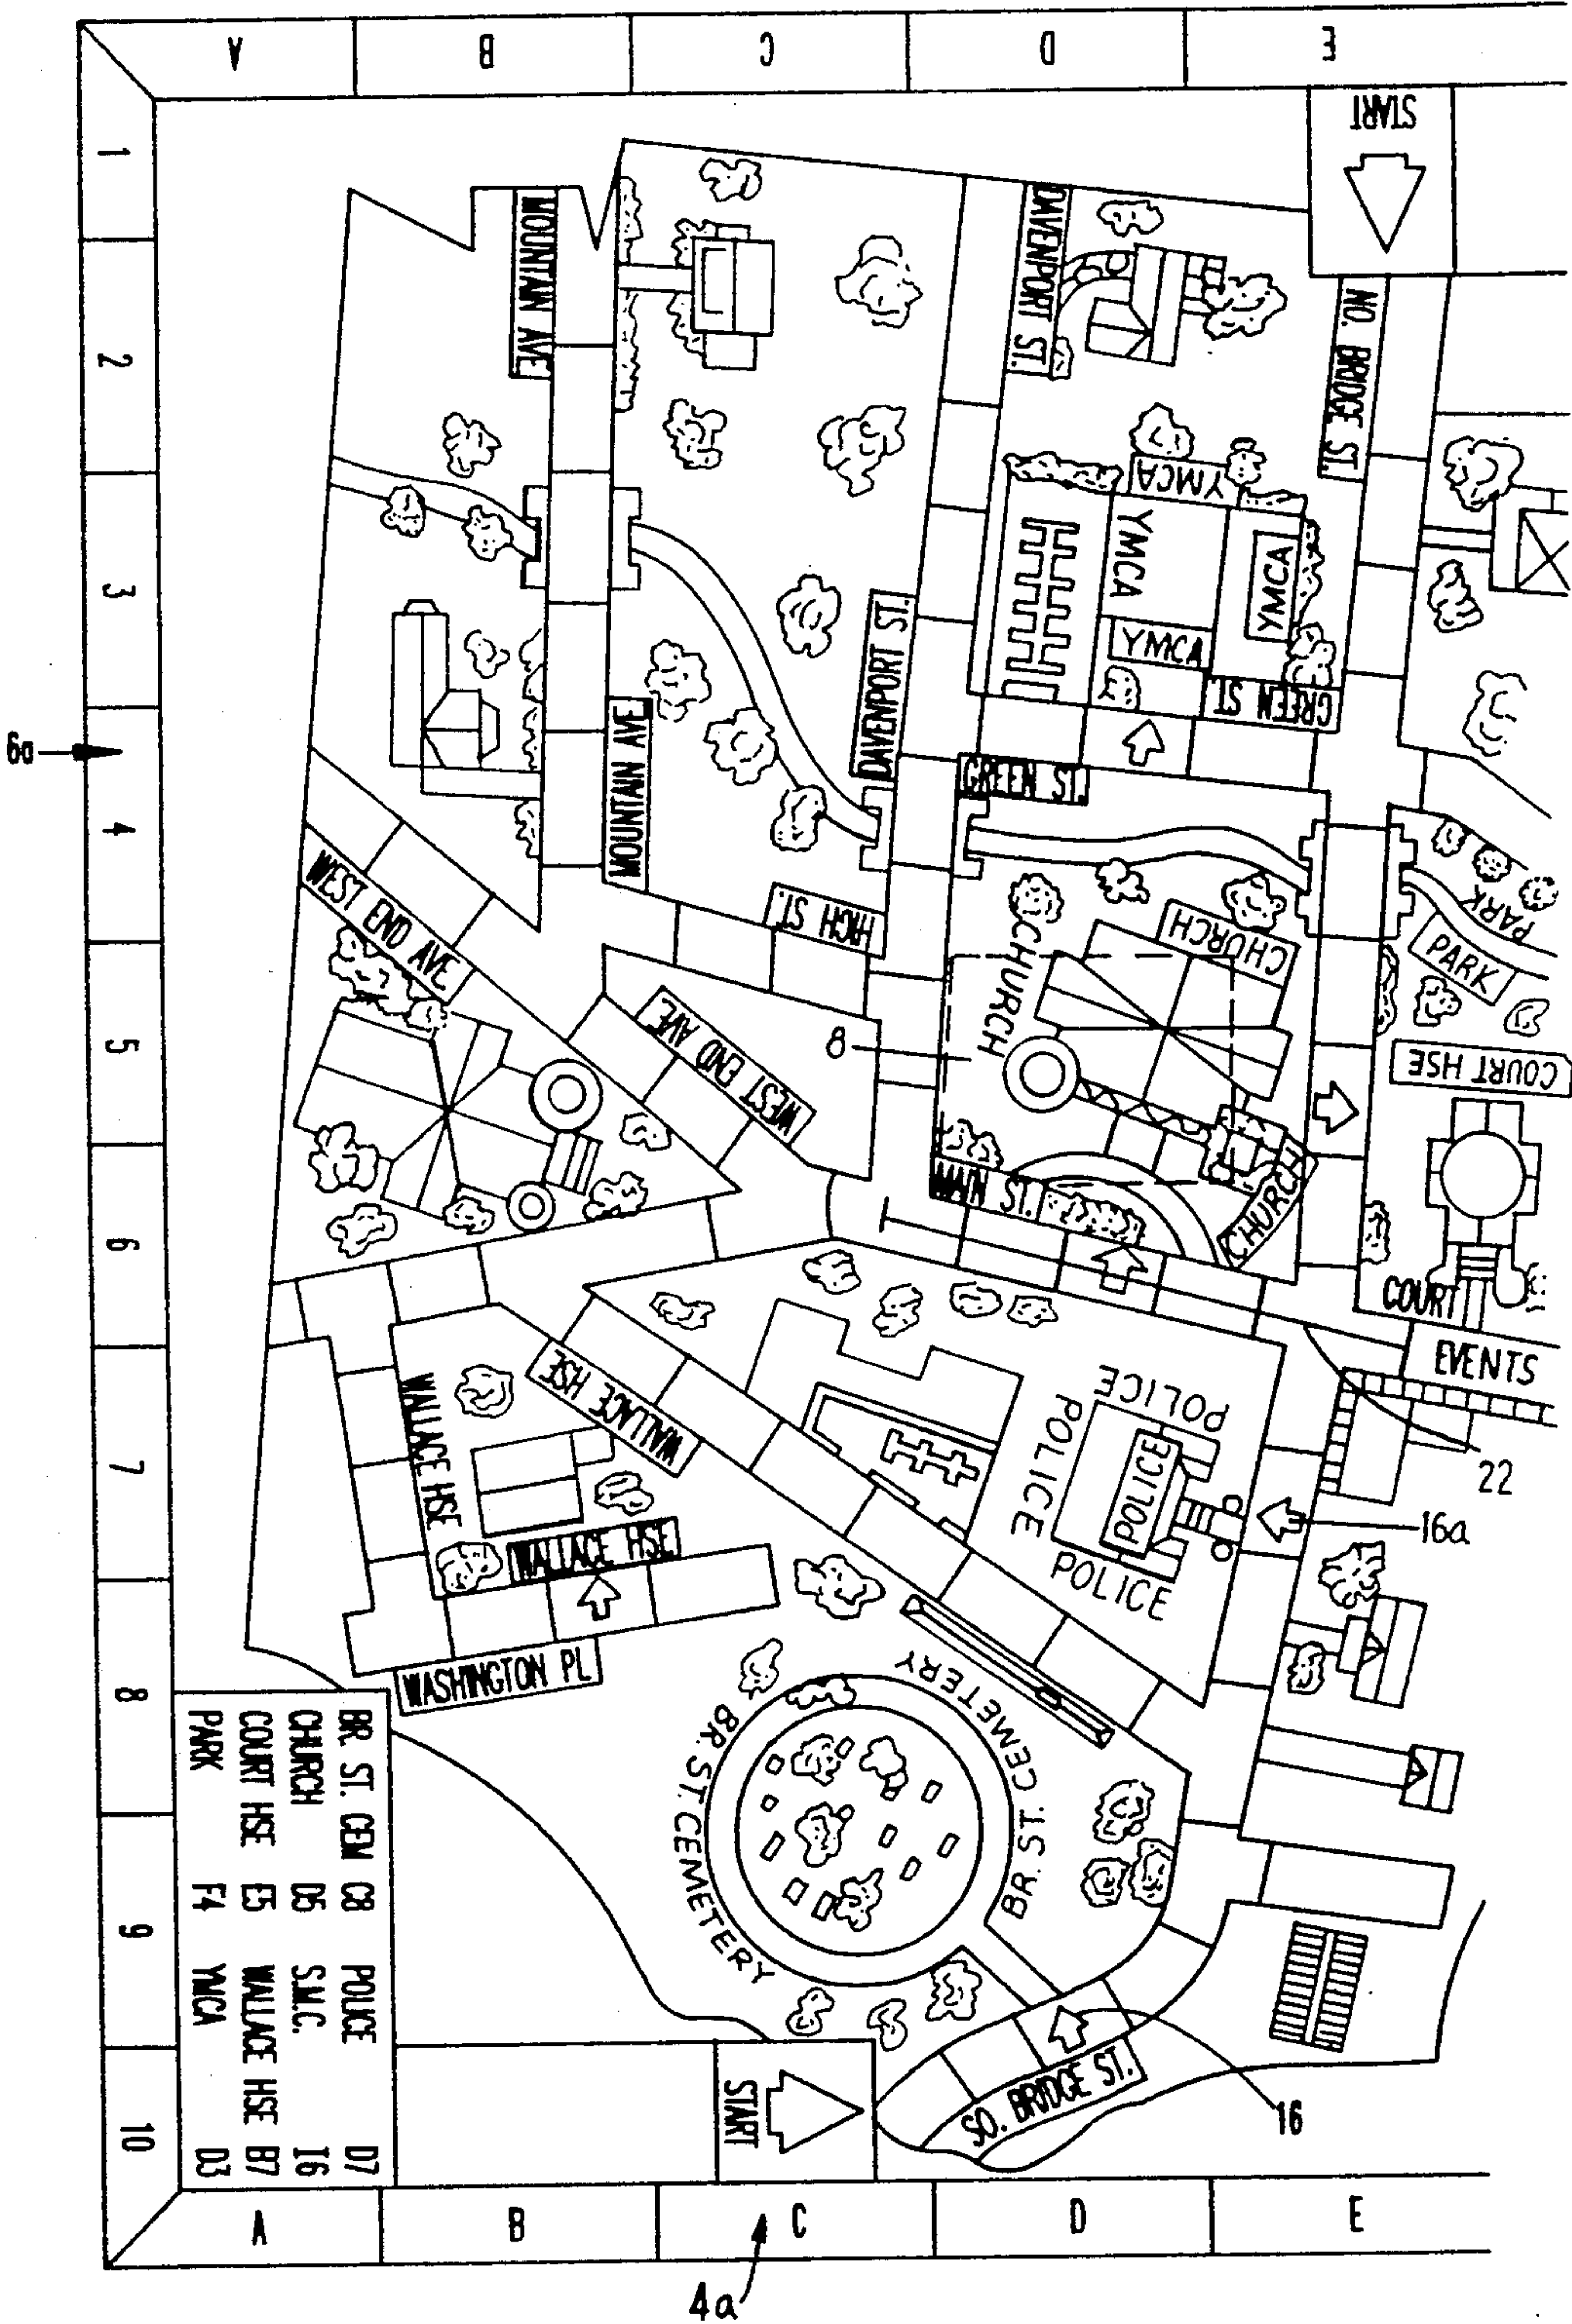 A
B
C
D
E
1
2
3
4
5
6
7
8
9
10
START
MOUNTAIN AVE
DAVENPORT ST.
NO. BRIDGE ST.
YMCA
YMCA
YMCA
YMCA
GREEN ST.
DAVENPORT ST.
MOUNTAIN AVE
GREEN ST.
6a
WEST END AVE
HIGH ST.
CHURCH
CHURCH
PARK
PARK
WEST END AVE
8
COURT HSE
MAIN ST.
CHURCH
COURT
EVENTS
WALLACE HSE
WALLACE HSE
POLICE
POLICE
POLICE
POLICE
22
16a
WALLACE HSE
WASHINGTON PL
BR. ST. CEMETERY
BR. ST. CEMETERY
BR. ST. CEM C8 POLICE D7
CHURCH D5 S.M.C. I6
COURT HSE E5 WALLACE HSE B7
PARK F4 YMCA D3
START
SO. BRIDGE ST.
16
A
B
C
D
E
4a